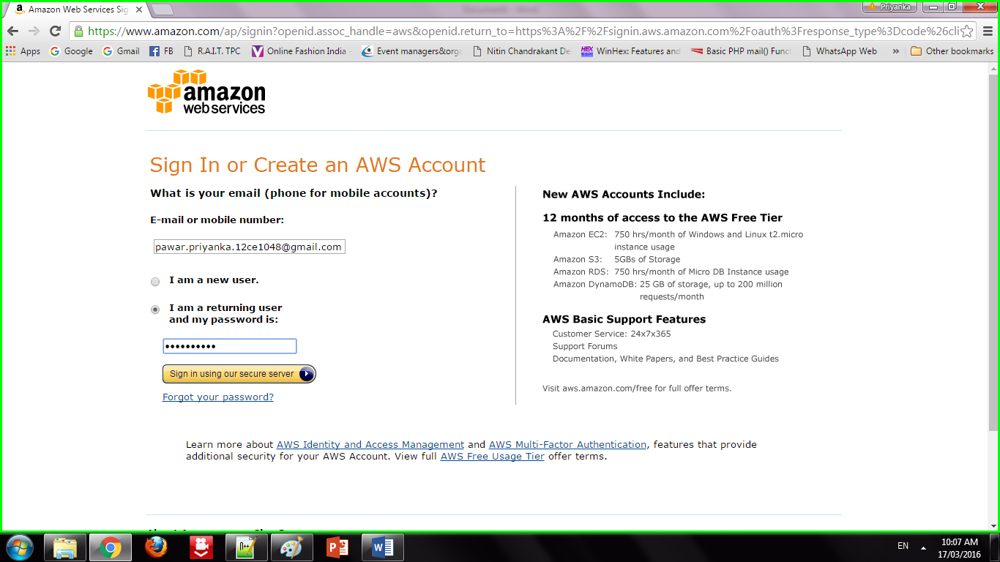 Amazon Web Services Sig
Priyanka
https://www.amazon.com/ap/signin?openid.assoc_handle=aws&openid.return_to=https%3A%2F%2Fsignin.aws.amazon.com%2Foauth%3Fresponse_type%3Dcode%26cli
Apps Google Gmail FB R.A.I.T. TPC Online Fashion India - Event managers&orga Nitin Chandrakant De WinHex: Features and Basic PHP mail() Funct WhatsApp Web » Other bookmarks
amazon
web services
Sign In or Create an AWS Account
What is your email (phone for mobile accounts)?
E-mail or mobile number:
pawar.priyanka.12ce1048@gmail.com
I am a new user.
I am a returning user
and my password is:
••••••••••
Sign in using our secure server
Forgot your password?
New AWS Accounts Include:
12 months of access to the AWS Free Tier
Amazon EC2: 750 hrs/month of Windows and Linux t2.micro
instance usage
Amazon S3: 5GBs of Storage
Amazon RDS: 750 hrs/month of Micro DB Instance usage
Amazon DynamoDB: 25 GB of storage, up to 200 million
requests/month
AWS Basic Support Features
Customer Service: 24x7x365
Support Forums
Documentation, White Papers, and Best Practice Guides
Visit aws.amazon.com/free for full offer terms.
Learn more about AWS Identity and Access Management and AWS Multi-Factor Authentication, features that provide
additional security for your AWS Account. View full AWS Free Usage Tier offer terms.
EN
10:07 AM
17/03/2016